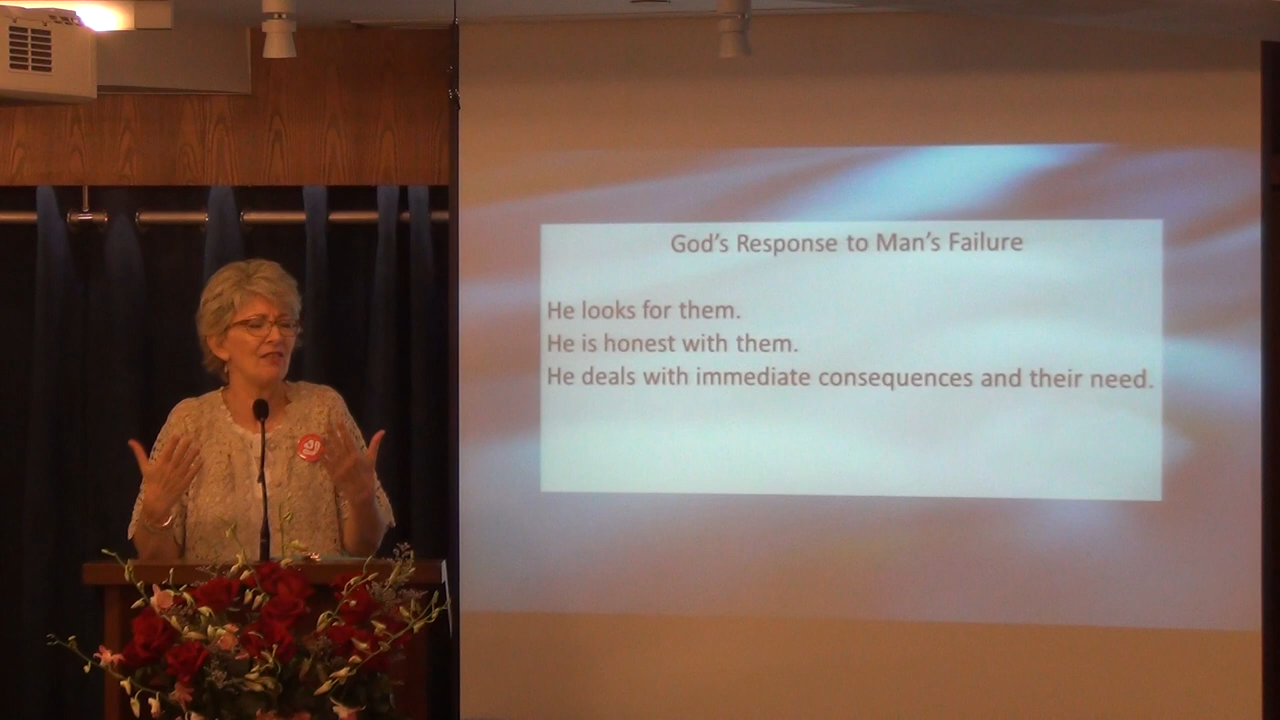 God’s Response to Man’s Failure
He looks for them.
He is honest with them.
He deals with immediate consequences and their need.